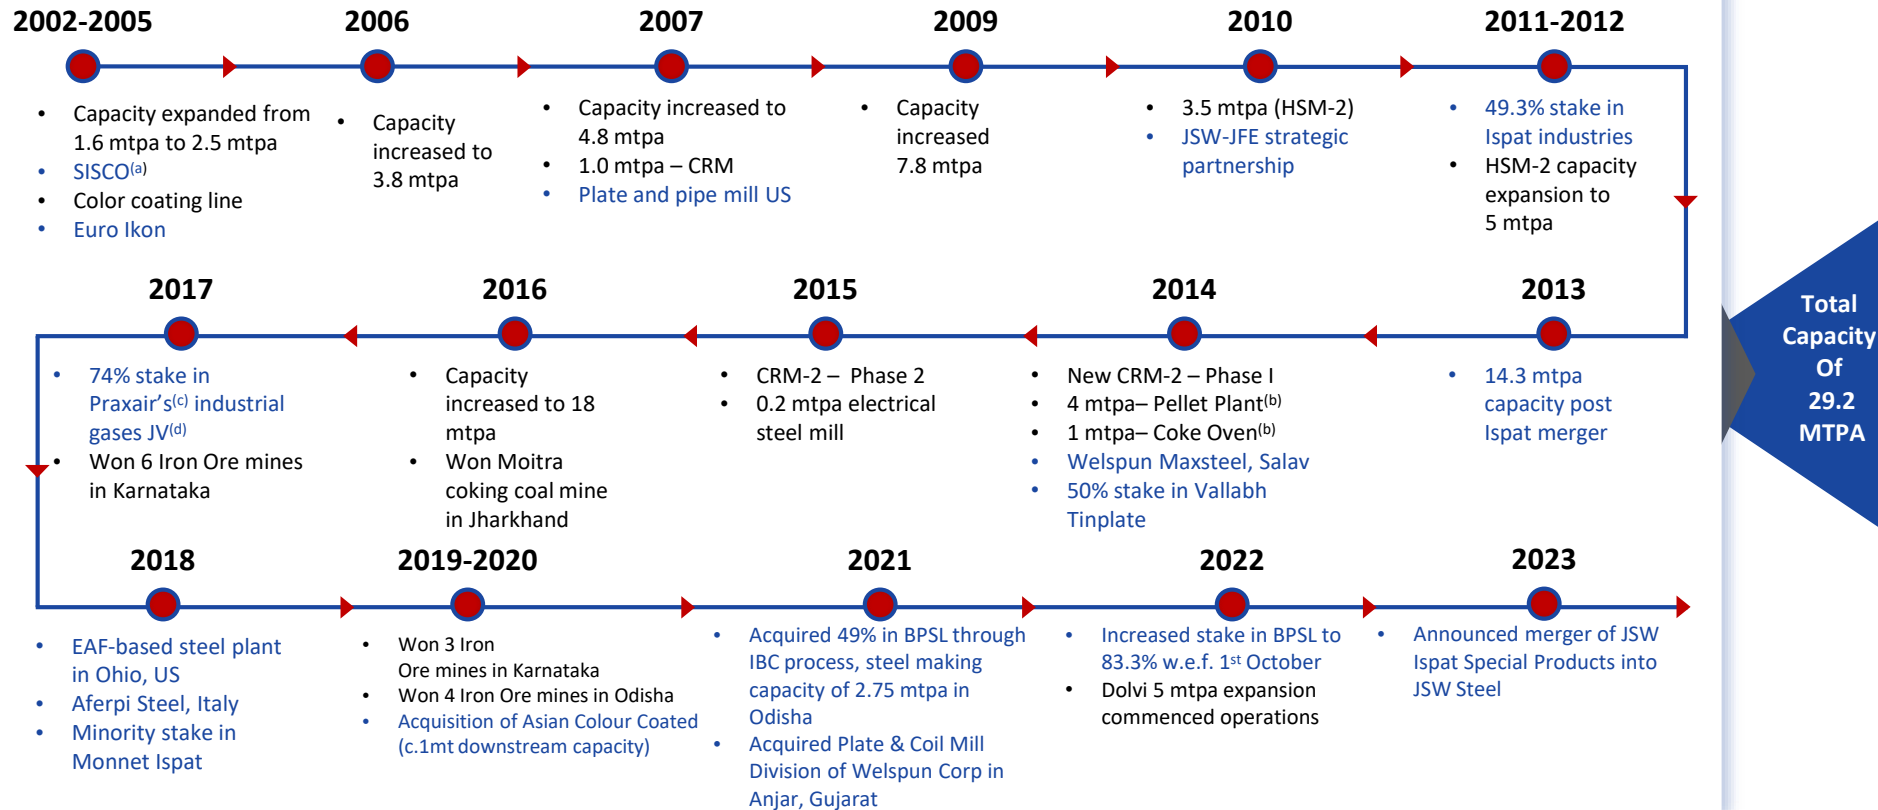 2002-2005
• Capacity expanded from
1.6 mtpa to 2.5 mtpa
• SISCO(a)
• Color coating line
• Euro Ikon
2006
• Capacity
increased to
3.8 mtpa
2007
• Capacity increased to
4.8 mtpa
• 1.0 mtpa – CRM
• Plate and pipe mill US
2009
• Capacity
increased
7.8 mtpa
2010
• 3.5 mtpa (HSM-2)
• JSW-JFE strategic
partnership
2011-2012
• 49.3% stake in
Ispat industries
• HSM-2 capacity
expansion to
5 mtpa
2013
• 14.3 mtpa
capacity post
Ispat merger
2014
• New CRM-2 – Phase I
• 4 mtpa– Pellet Plant(b)
• 1 mtpa– Coke Oven(b)
• Welspun Maxsteel, Salav
• 50% stake in Vallabh
Tinplate
2015
• CRM-2 – Phase 2
• 0.2 mtpa electrical
steel mill
2016
• Capacity
increased to 18
mtpa
• Won Moitra
coking coal mine
in Jharkhand
2017
• 74% stake in
Praxair’s(c) industrial
gases JV(d)
• Won 6 Iron Ore mines
in Karnataka
2018
• EAF-based steel plant
in Ohio, US
• Aferpi Steel, Italy
• Minority stake in
Monnet Ispat
2019-2020
• Won 3 Iron
Ore mines in Karnataka
• Won 4 Iron Ore mines in Odisha
• Acquisition of Asian Colour Coated
(c.1mt downstream capacity)
2021
• Acquired 49% in BPSL through
IBC process, steel making
capacity of 2.75 mtpa in
Odisha
• Acquired Plate & Coil Mill
Division of Welspun Corp in
Anjar, Gujarat
2022
• Increased stake in BPSL to
83.3% w.e.f. 1st October
• Dolvi 5 mtpa expansion
commenced operations
2023
• Announced merger of JSW
Ispat Special Products into
JSW Steel
Total
Capacity
Of
29.2
MTPA